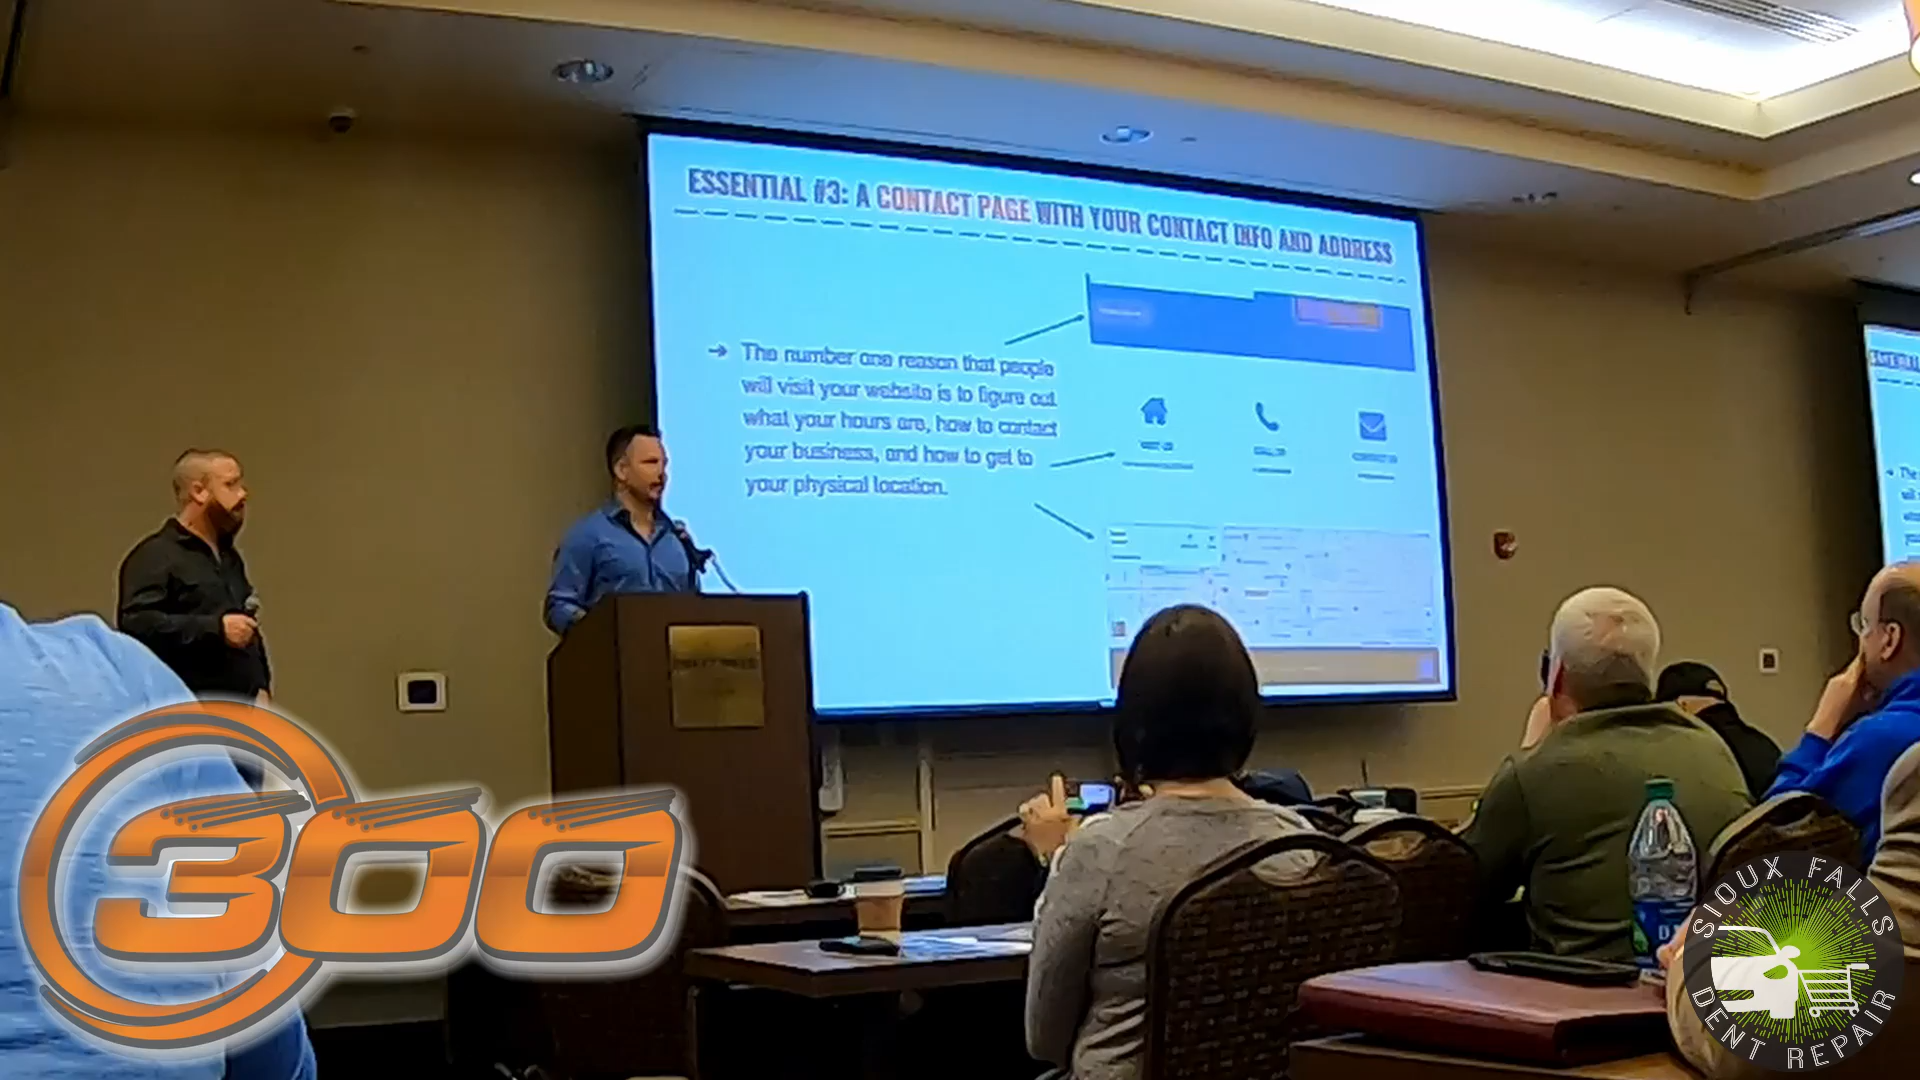 ESSENTIAL #3: A CONTACT PAGE WITH YOUR CONTACT INFO AND ADDRESS
→ The number one reason that people
will visit your website is to figure out
what your hours are, how to contact
your business, and how to get to
your physical location.
300
SIOUX FALLS
DENT REPAIR